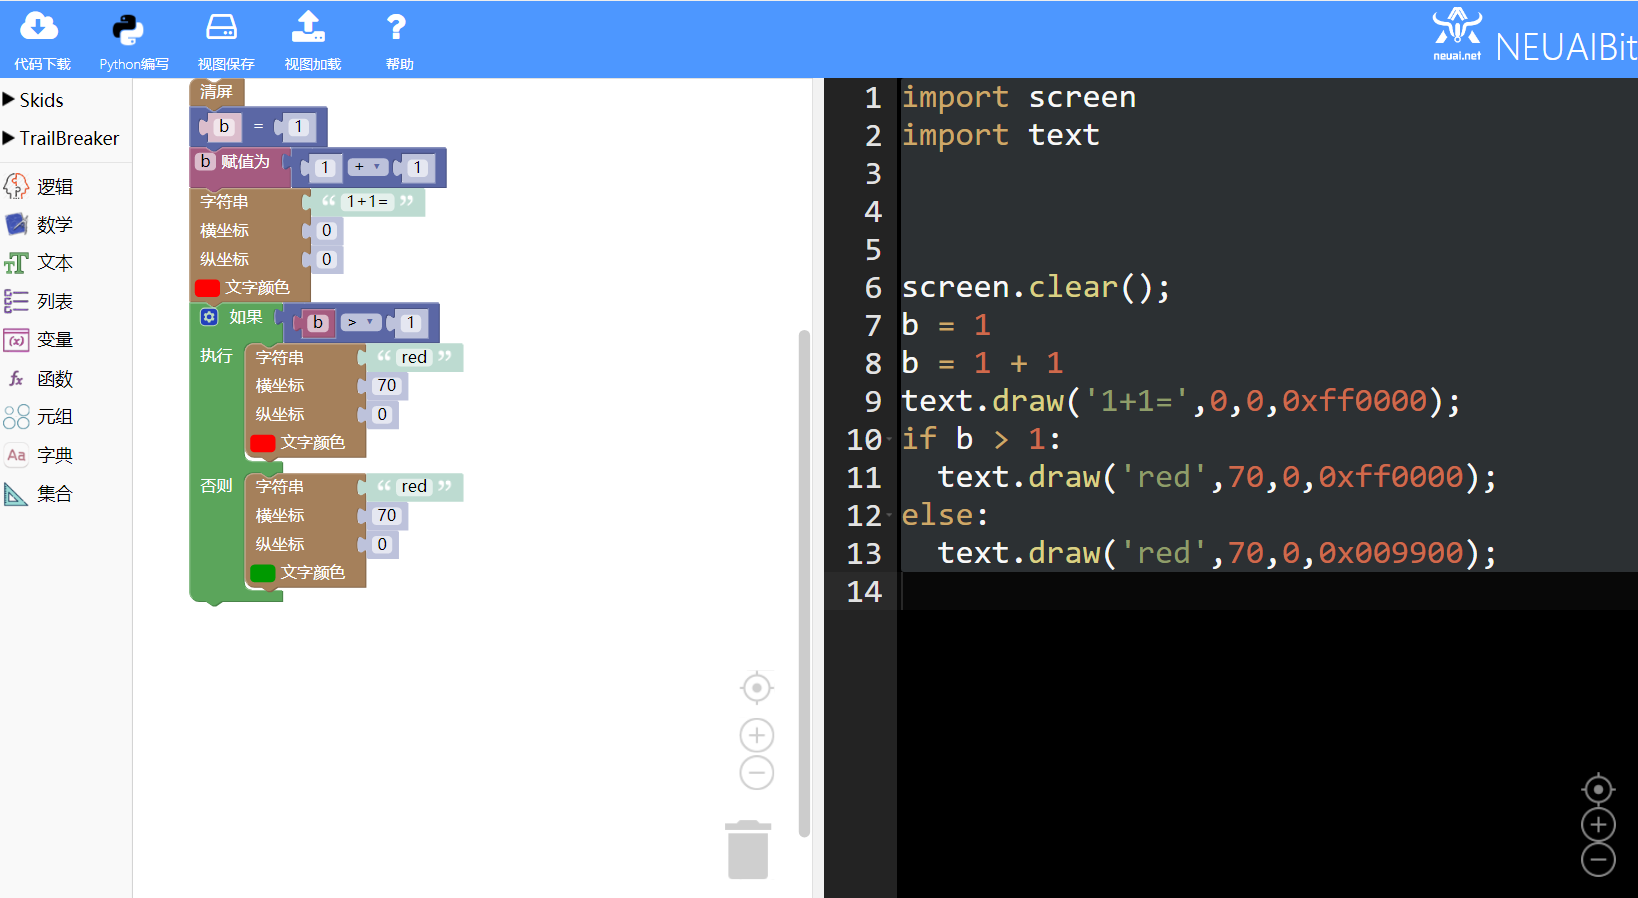 代码下载 Python编写 视图保存 视图加载 帮助
neuai.net
NEUAIBit
Skids
TrailBreaker
逻辑
数学
文本
列表
变量
函数
元组
字典
集合
清屏
b = 1
b 赋值为 1 + 1
字符串 “ 1+1= ”
横坐标 0
纵坐标 0
文字颜色
如果 b > 1
执行 字符串 “ red ”
横坐标 70
纵坐标 0
文字颜色
否则 字符串 “ red ”
横坐标 70
纵坐标 0
文字颜色
1 import screen
2 import text
3
4
5
6 screen.clear();
7 b = 1
8 b = 1 + 1
9 text.draw('1+1=',0,0,0xff0000);
10 if b > 1:
11 text.draw('red',70,0,0xff0000);
12 else:
13 text.draw('red',70,0,0x009900);
14